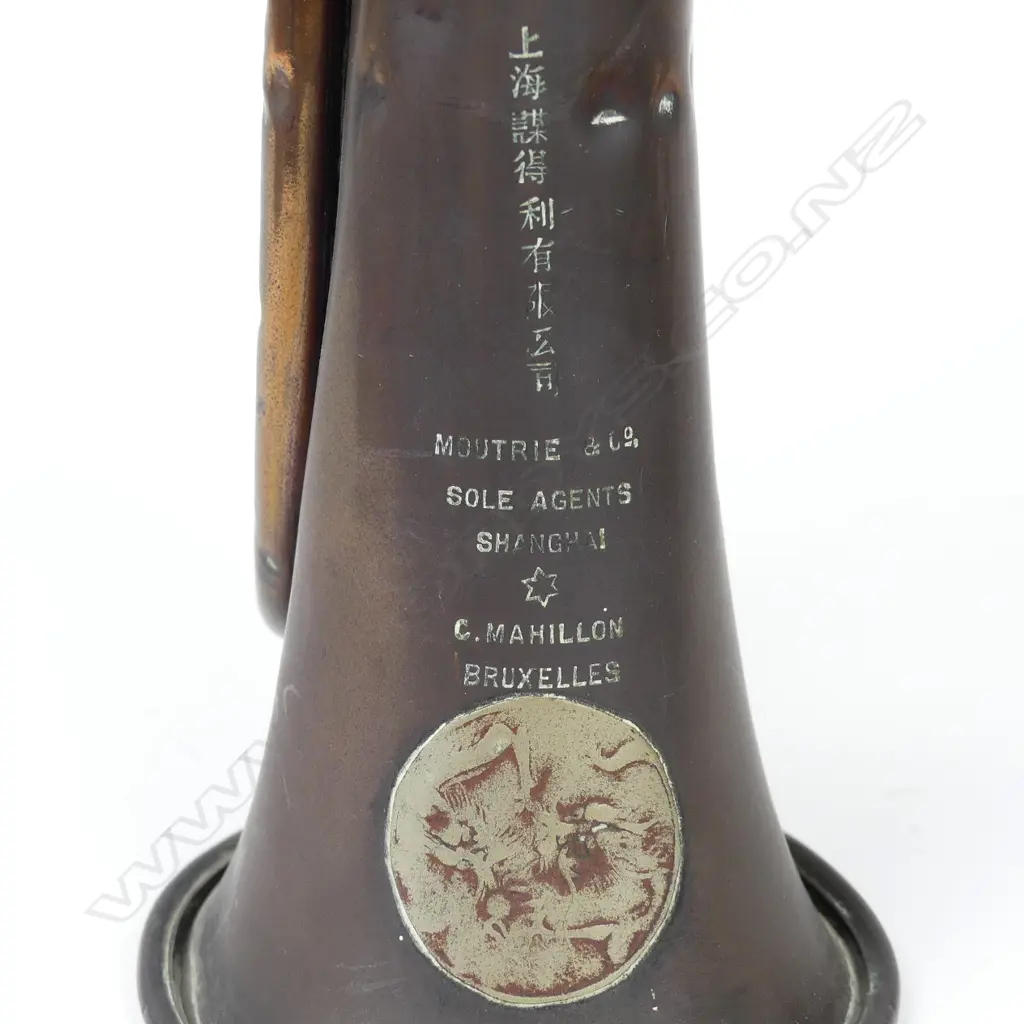 上海謀得利有限公司
MOUTRIE & Co.
SOLE AGENTS
SHANGHAI
C. MAHILLON
BRUXELLES